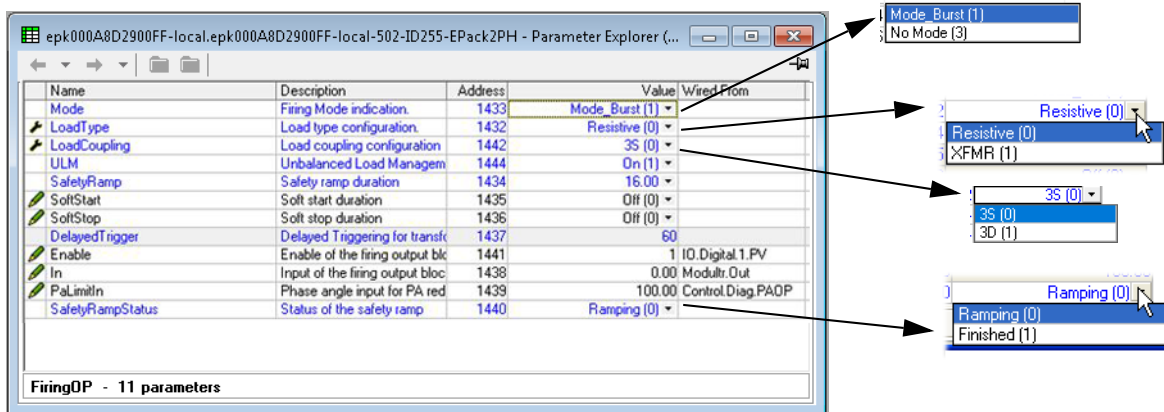 epk000A8D2900FF-local.epk000A8D2900FF-local-502-ID255-EPack2PH - Parameter Explorer (...
Name Description Address Value Wired From
Mode Firing Mode indication. 1433 Mode_Burst (1)
LoadType Load type configuration. 1432 Resistive (0)
LoadCoupling Load coupling configuration 1442 3S (0)
ULM Unbalanced Load Managem 1444 On (1)
SafetyRamp Safety ramp duration 1434 16.00
SoftStart Soft start duration 1435 Off (0)
SoftStop Soft stop duration 1436 Off (0)
DelayedTrigger Delayed Triggering for transfo 1437 60
Enable Enable of the firing output bloc 1441 1 IO.Digital.1.PV
In Input of the firing output bloc 1438 0.00 Modultr.Out
PaLimitIn Phase angle input for PA red 1439 100.00 Control.Diag.PAOP
SafetyRampStatus Status of the safety ramp 1440 Ramping (0)
FiringOP - 11 parameters
Mode_Burst (1)
No Mode (3)
Resistive (0)
Resistive (0)
XFMR (1)
3S (0)
3S (0)
3D (1)
Ramping (0)
Ramping (0)
Finished (1)